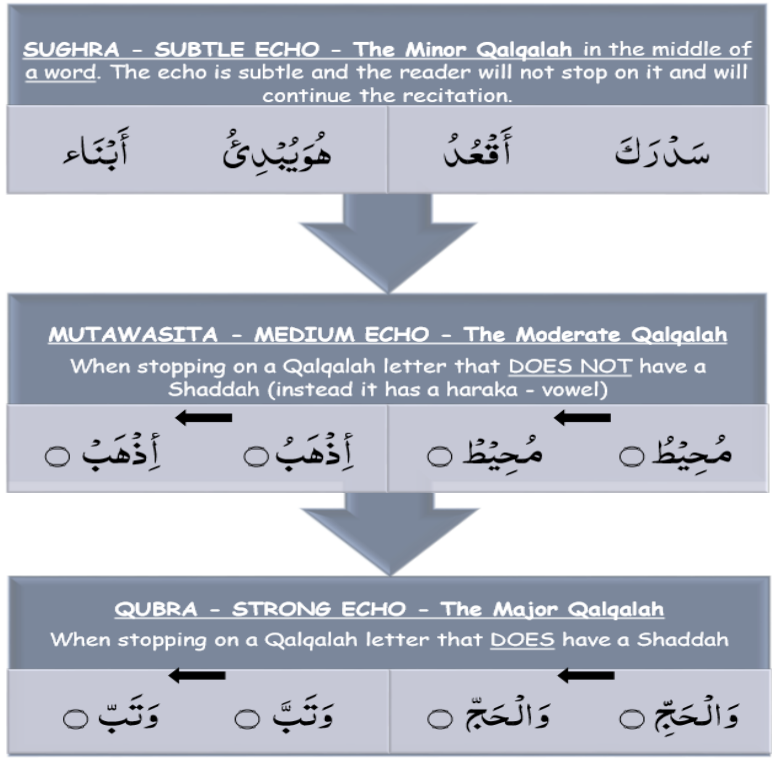 SUGHRA – SUBTLE ECHO – The Minor Qalqalah in the middle of
a word. The echo is subtle and the reader will not stop on it and will
continue the recitation.
سَدْرَكَ أَقْعُدُ هُوَيُبْدِئُ أَبْنَاء
MUTAWASITA – MEDIUM ECHO – The Moderate Qalqalah
When stopping on a Qalqalah letter that DOES NOT have a
Shaddah (instead it has a haraka - vowel)
مُحِيْطُ مُحِيْطْ أِذْهَبُ أِذْهَبْ
QUBRA – STRONG ECHO – The Major Qalqalah
When stopping on a Qalqalah letter that DOES have a Shaddah
وَالْحَجِّ وَالْحَجّ وَتَبَّ وَتَبّ